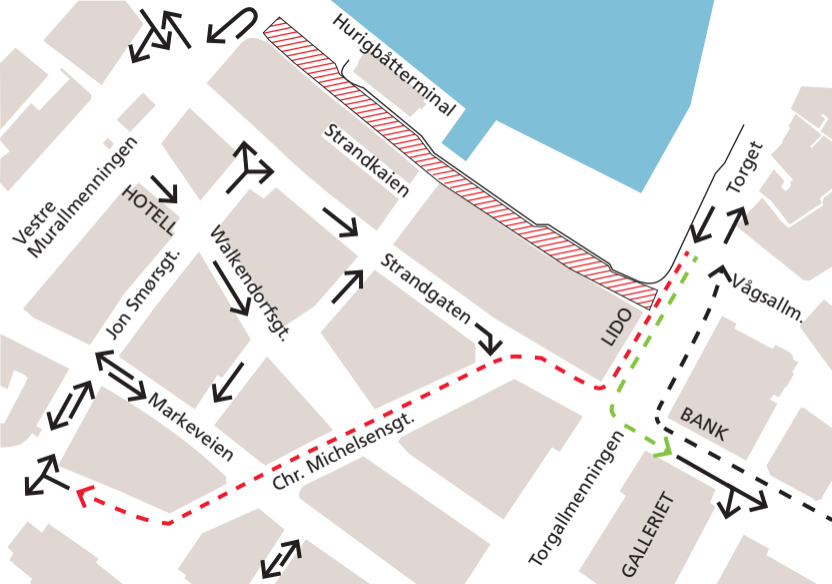 Hurigbåtterminal
Strandkaien
Torget
Vestre
Murallmenningen
HOTELL
Walkendorfsgt.
Jon Smørsgt.
Strandgaten
Vågsallm.
LIDO
Markeveien
Chr. Michelsensgt.
BANK
Torgallmenningen
GALLERIET